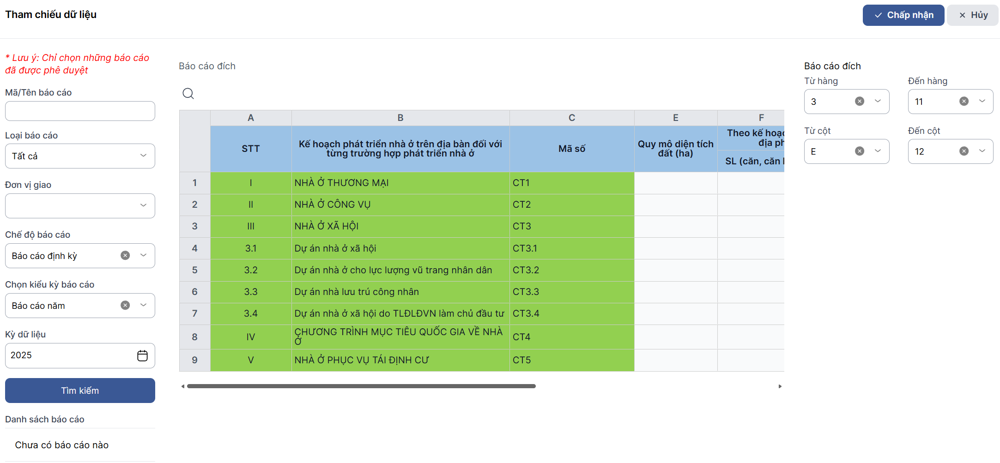 Tham chiếu dữ liệu
Chấp nhận
Hủy
* Lưu ý: Chỉ chọn những báo cáo
đã được phê duyệt
Mã/Tên báo cáo
Loại báo cáo
Tất cả
Đơn vị giao
Chế độ báo cáo
Báo cáo định kỳ
Chọn kiểu kỳ báo cáo
Báo cáo năm
Kỳ dữ liệu
2025
Tìm kiếm
Danh sách báo cáo
Chưa có báo cáo nào
Báo cáo đích
A B C E F
STT
Kế hoạch phát triển nhà ở trên địa bàn đối với
từng trường hợp phát triển nhà ở
Mã số
Quy mô diện tích
đất (ha)
Theo kế hoạc
địa ph
SL (căn, căn
1 I NHÀ Ở THƯƠNG MẠI CT1
2 II NHÀ Ở CÔNG VỤ CT2
3 III NHÀ Ở XÃ HỘI CT3
4 3.1 Dự án nhà ở xã hội CT3.1
5 3.2 Dự án nhà ở cho lực lượng vũ trang nhân dân CT3.2
6 3.3 Dự án nhà lưu trú công nhân CT3.3
7 3.4 Dự án nhà ở xã hội do TLĐLĐVN làm chủ đầu tư CT3.4
8 IV CHƯƠNG TRÌNH MỤC TIÊU QUỐC GIA VỀ NHÀ
Ở CT4
9 V NHÀ Ở PHỤC VỤ TÁI ĐỊNH CƯ CT5
Báo cáo đích
Từ hàng
3
Đến hàng
11
Từ cột
E
Đến cột
12